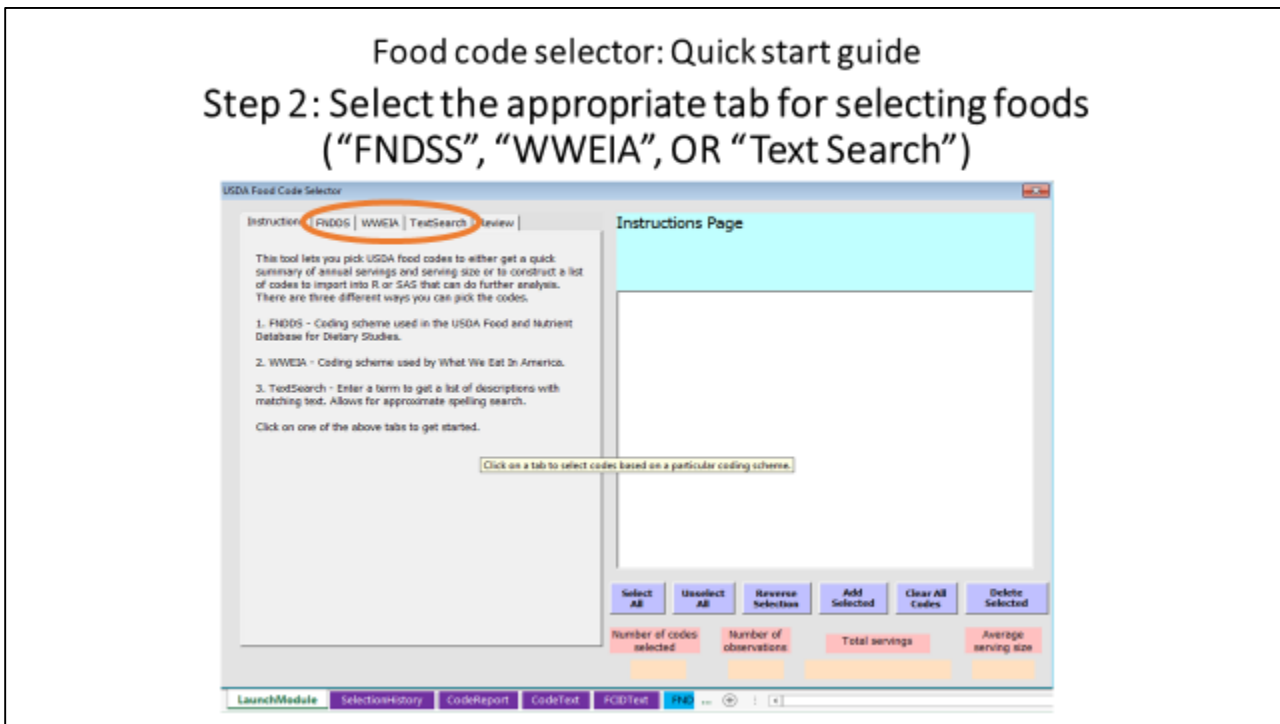 Food code selector: Quick start guide
Step 2: Select the appropriate tab for selecting foods
(“FNDSS”, “WWEIA”, OR “Text Search”)
USDA Food Code Selector
Instructions FNDDS WWEIA TextSearch Review
This tool lets you pick USDA food codes to either get a quick
summary of annual servings and serving size or to construct a list
of codes to import into R or SAS that can do further analysis.
There are three different ways you can pick the codes.
1. FNDDS - Coding scheme used in the USDA Food and Nutrient
Database for Dietary Studies.
2. WWEIA - Coding scheme used by What We Eat In America.
3. TextSearch - Enter a term to get a list of descriptions with
matching text. Allows for approximate spelling search.
Click on one of the above tabs to get started.
Instructions Page
Click on a tab to select codes based on a particular coding scheme.
Select All
Unselect All
Reverse Selection
Add Selected
Clear All Codes
Delete Selected
Number of codes selected
Number of observations
Total servings
Average serving size
LaunchModule SelectionHistory CodeReport CodeText FCIDText FND ...